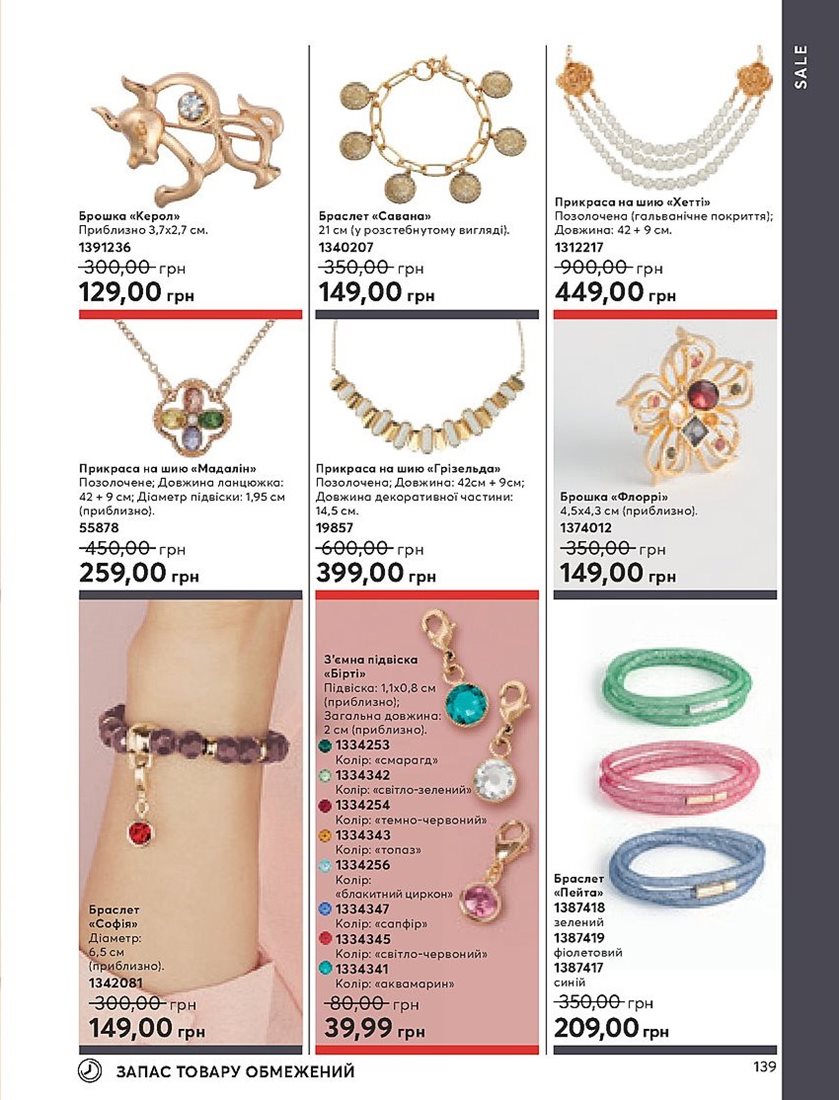 SALE
Брошка «Керол»
Приблизно 3,7х2,7 см.
1391236
300,00 грн
129,00 грн
Браслет «Савана»
21 см (у розстебнутому вигляді).
1340207
350,00 грн
149,00 грн
Прикраса на шию «Хетті»
Позолочена (гальванічне покриття);
Довжина: 42 + 9 см.
1312217
900,00 грн
449,00 грн
Прикраса на шию «Мадалін»
Позолочене; Довжина ланцюжка:
42 + 9 см; Діаметр підвіски: 1,95 см
(приблизно).
55878
450,00 грн
259,00 грн
Прикраса на шию «Грізельда»
Позолочена; Довжина: 42см + 9см;
Довжина декоративної частини:
14,5 см.
19857
600,00 грн
399,00 грн
Брошка «Флоррі»
4,5х4,3 см (приблизно).
1374012
350,00 грн
149,00 грн
Браслет
«Софія»
Діаметр:
6,5 см
(приблизно).
1342081
300,00 грн
149,00 грн
З'ємна підвіска
«Бірті»
Підвіска: 1,1х0,8 см
(приблизно);
Загальна довжина:
2 см (приблизно).
1334253
Колір: «смарагд»
1334342
Колір: «світло-зелений»
1334254
Колір: «темно-червоний»
1334343
Колір: «топаз»
1334256
Колір:
«блакитний циркон»
1334347
Колір: «сапфір»
1334345
Колір: «світло-червоний»
1334341
Колір: «аквамарин»
80,00 грн
39,99 грн
Браслет
«Пейта»
1387418
зелений
1387419
фіолетовий
1387417
синій
350,00 грн
209,00 грн
ЗАПАС ТОВАРУ ОБМЕЖЕНИЙ
139